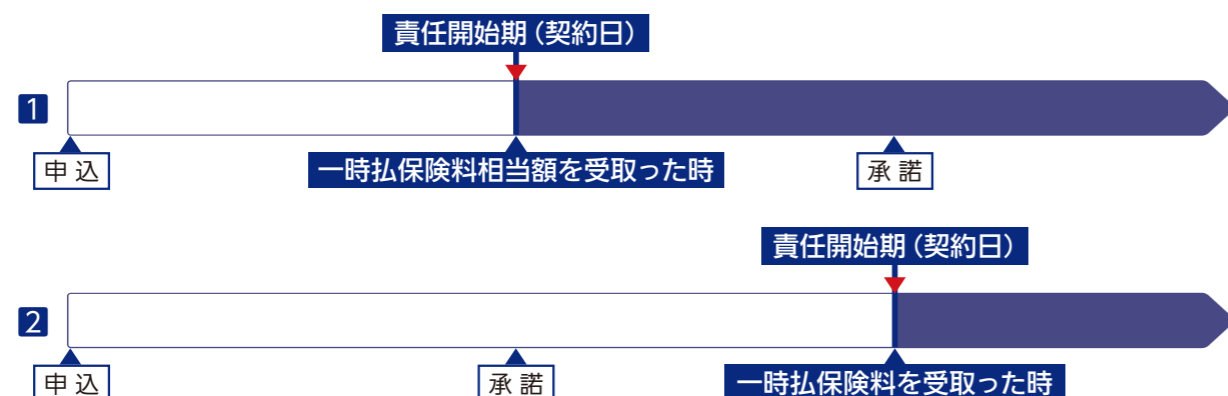 責任開始期（契約日）
1
申込
一時払保険料相当額を受取った時
承諾
責任開始期（契約日）
2
申込
承諾
一時払保険料を受取った時